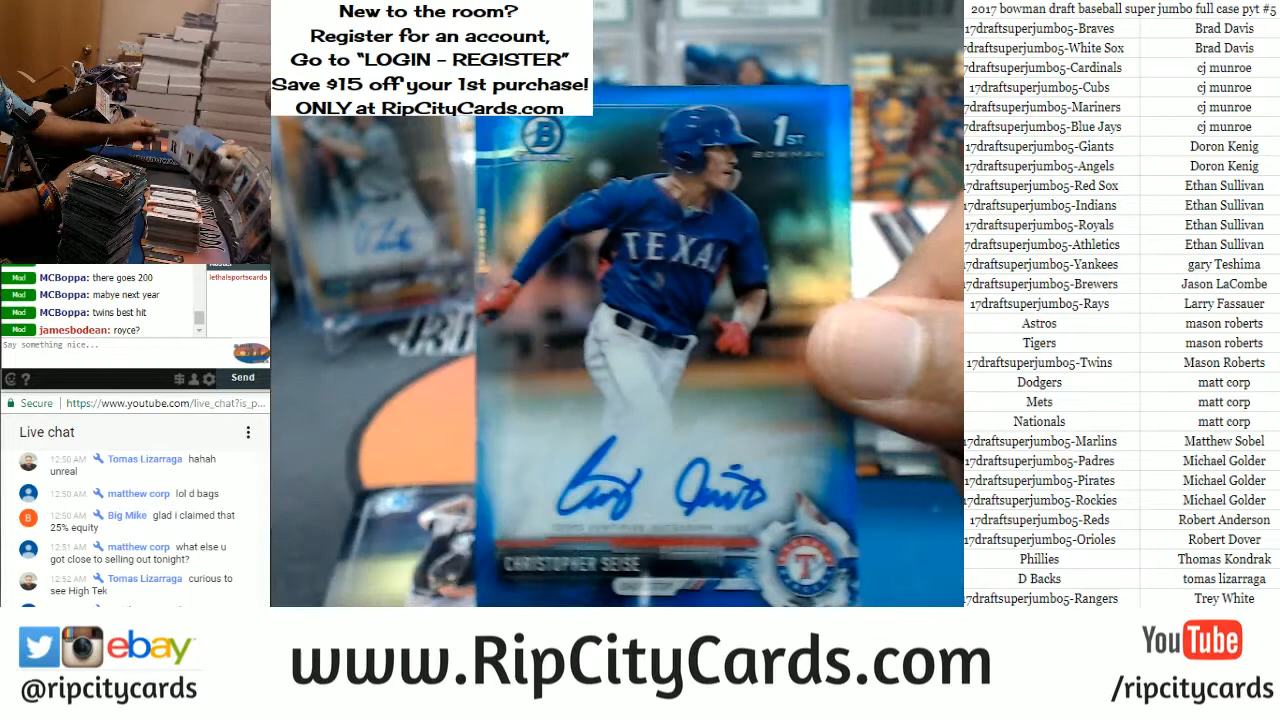 New to the room?
Register for an account,
Go to “LOGIN - REGISTER”
Save $15 off your 1st purchase!
ONLY at RipCityCards.com
2017 bowman draft baseball super jumbo full case pyt #5
17draftsuperjumbo5-Braves Brad Davis
17draftsuperjumbo5-White Sox Brad Davis
17draftsuperjumbo5-Cardinals cj munroe
17draftsuperjumbo5-Cubs cj munroe
17draftsuperjumbo5-Mariners cj munroe
17draftsuperjumbo5-Blue Jays cj munroe
17draftsuperjumbo5-Giants Doron Kenig
17draftsuperjumbo5-Angels Doron Kenig
17draftsuperjumbo5-Red Sox Ethan Sullivan
17draftsuperjumbo5-Indians Ethan Sullivan
17draftsuperjumbo5-Royals Ethan Sullivan
17draftsuperjumbo5-Athletics Ethan Sullivan
17draftsuperjumbo5-Yankees gary Teshima
17draftsuperjumbo5-Brewers Jason LaCombe
17draftsuperjumbo5-Rays Larry Fassauer
Astros mason roberts
Tigers mason roberts
17draftsuperjumbo5-Twins Mason Roberts
Dodgers matt corp
Mets matt corp
Nationals matt corp
17draftsuperjumbo5-Marlins Matthew Sobel
17draftsuperjumbo5-Padres Michael Golder
17draftsuperjumbo5-Pirates Michael Golder
17draftsuperjumbo5-Rockies Michael Golder
17draftsuperjumbo5-Reds Robert Anderson
17draftsuperjumbo5-Orioles Robert Dover
Phillies Thomas Kondrak
D Backs tomas lizarraga
17draftsuperjumbo5-Rangers Trey White
B
Chrome
1ST
BOWMAN
TEXAS
CHRISTOPHER SEISE
T
Mod MCBoppa: there goes 200
Mod MCBoppa: mabye next year
Mod MCBoppa: twins best hit
Mod jamesbodean: royce?
lethalsportscards
Say something nice...
Send
Secure https://www.youtube.com/live_chat?is_p...
Live chat
12:50 AM Tomas Lizarraga hahah
unreal
12:50 AM matthew corp lol d bags
B 12:50 AM Big Mike glad i claimed that
25% equity
12:51 AM matthew corp what else u
got close to selling out tonight?
12:52 AM Tomas Lizarraga curious to
see High Tek
ebay
@ripcitycards
www.RipCityCards.com
YouTube
/ripcitycards